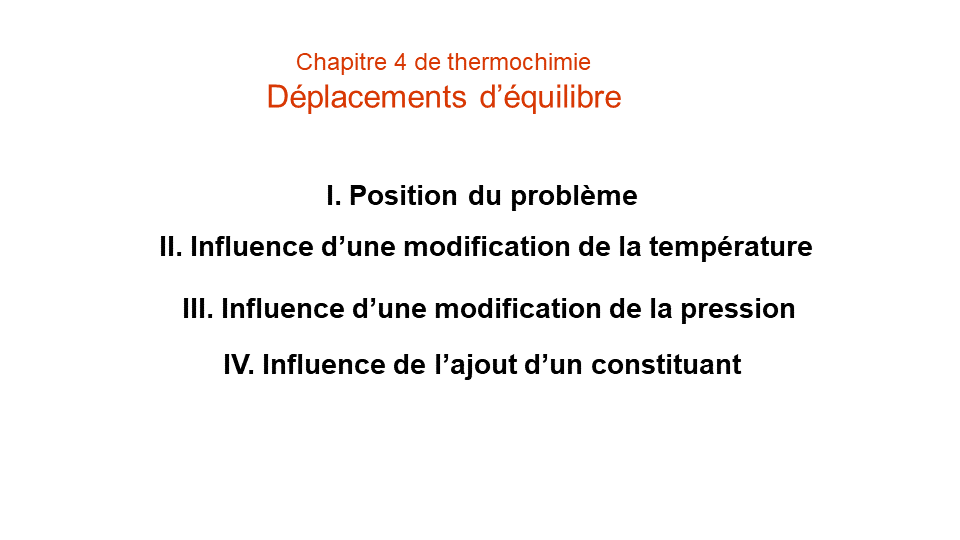 Chapitre 4 de thermochimie
Déplacements d’équilibre
I. Position du problème
II. Influence d’une modification de la température
III. Influence d’une modification de la pression
IV. Influence de l’ajout d’un constituant